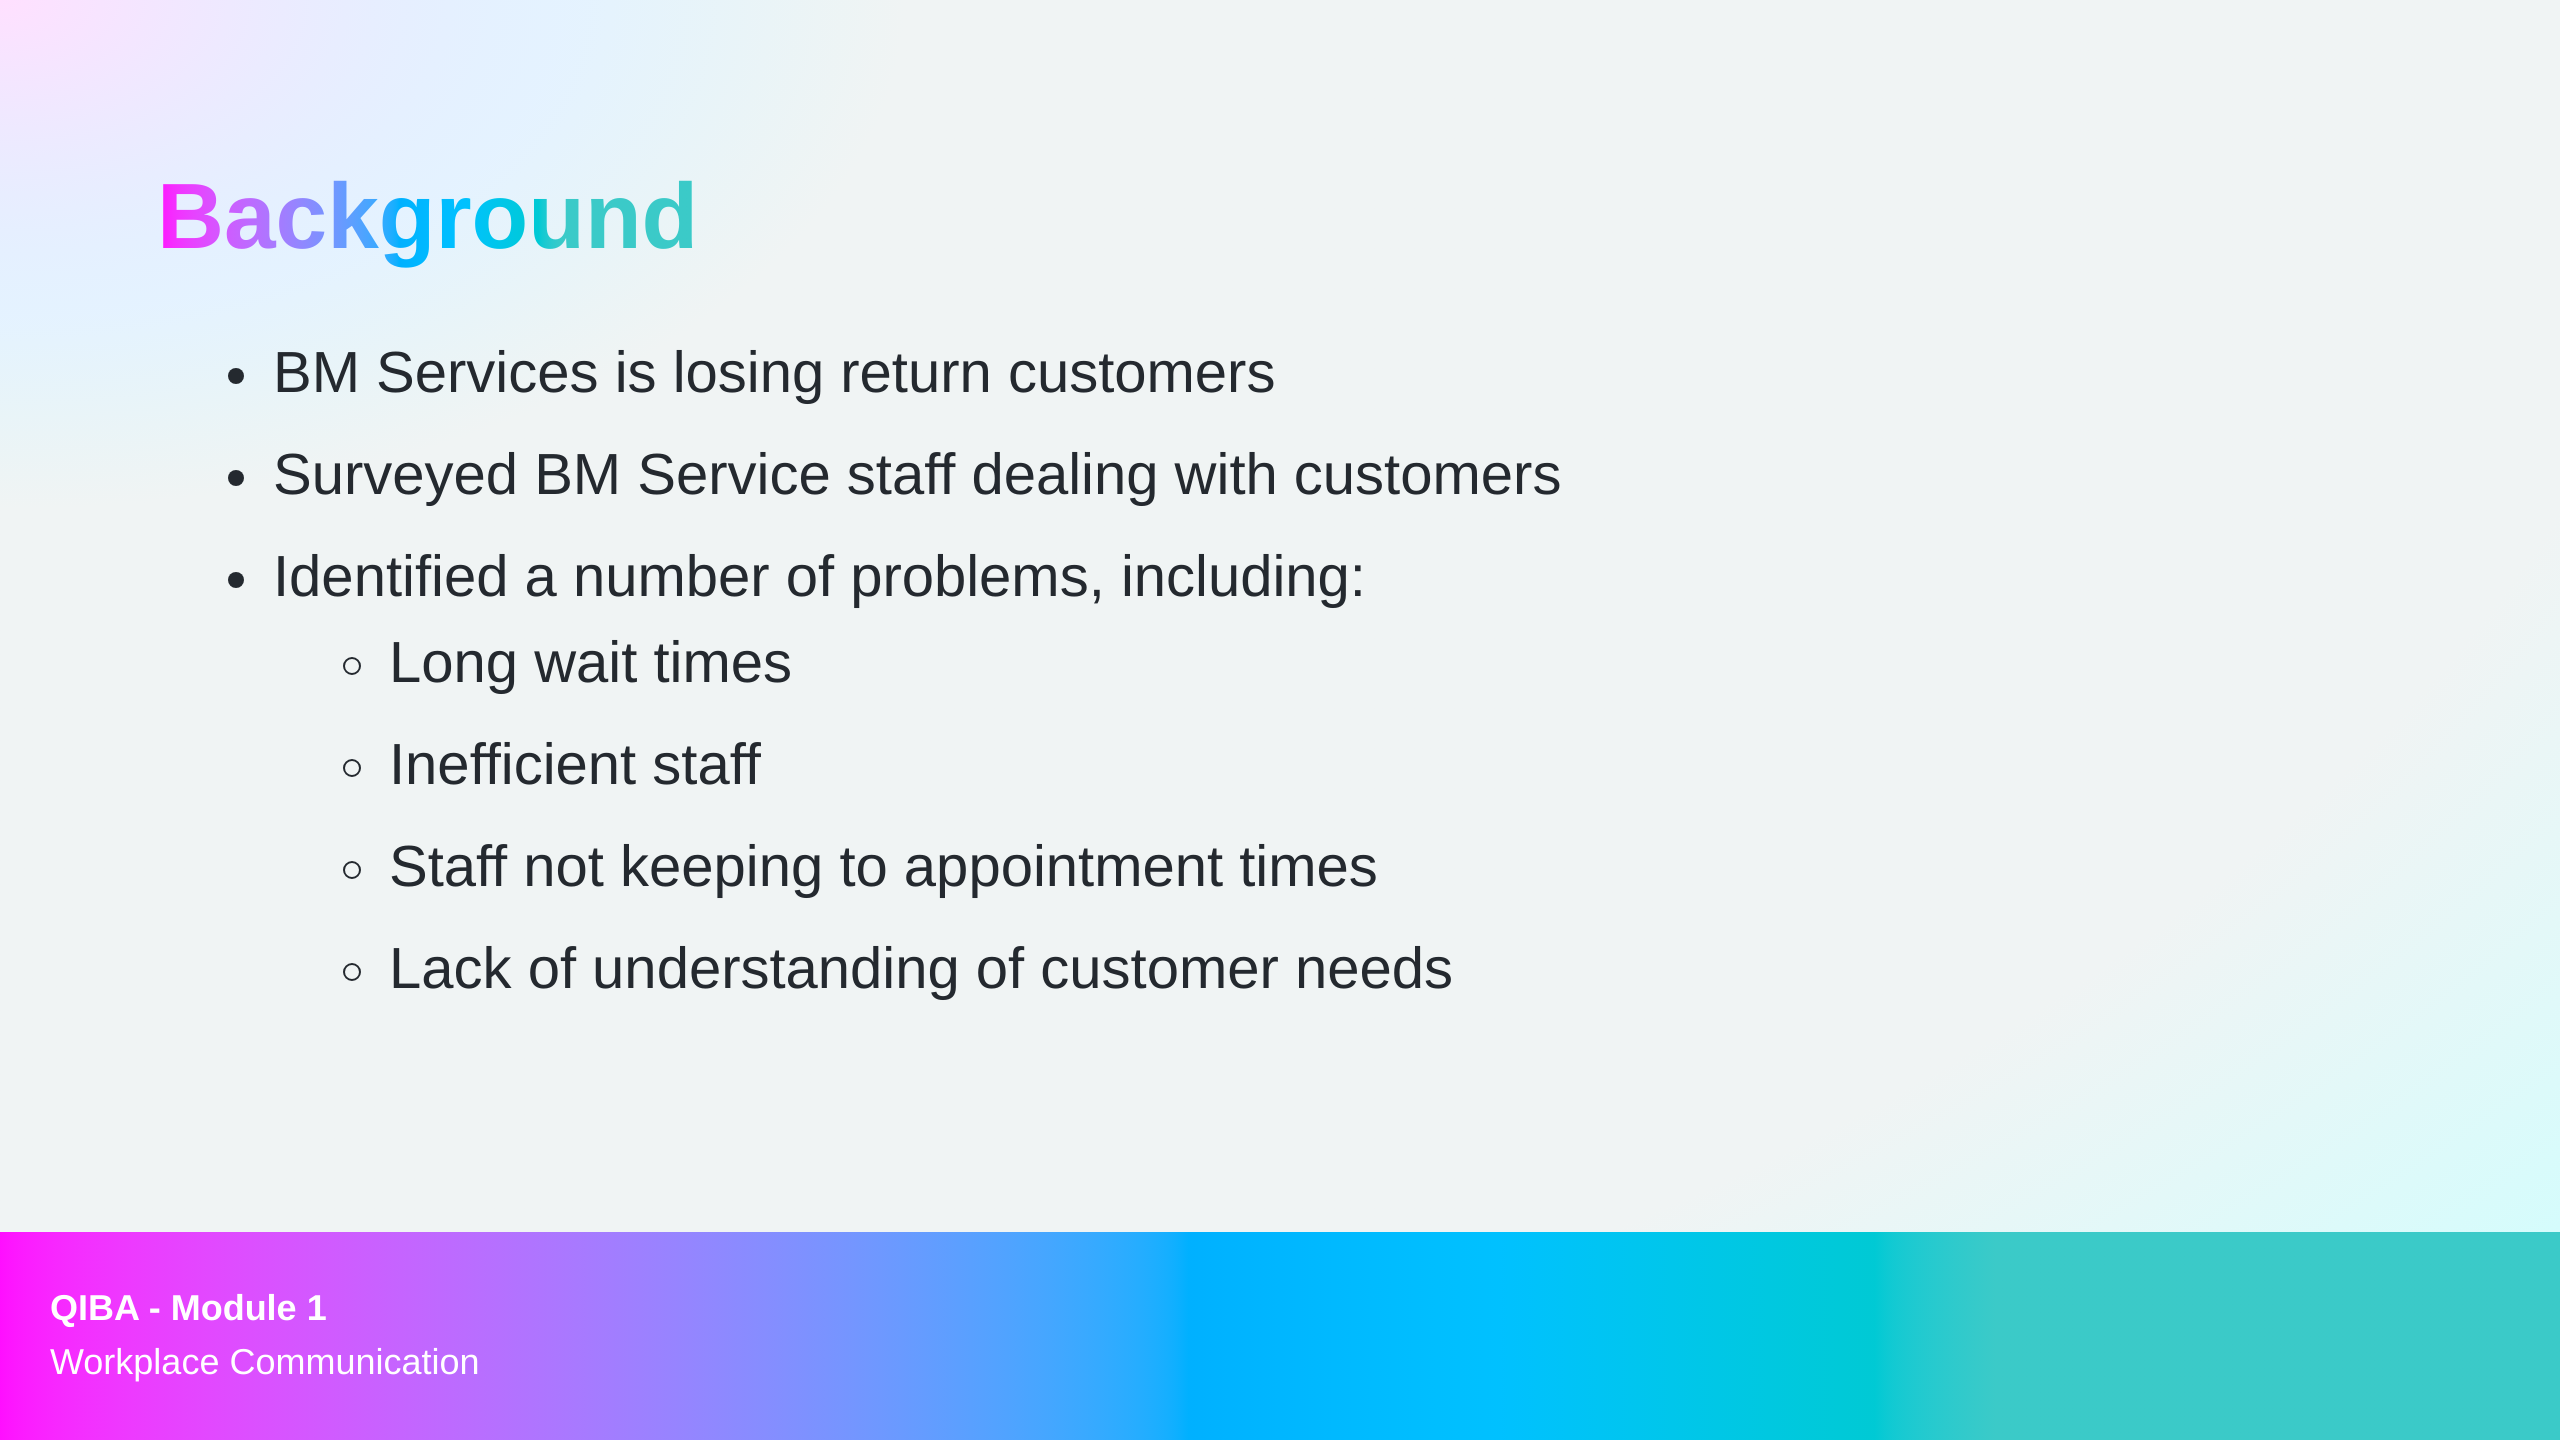 Background
• BM Services is losing return customers
• Surveyed BM Service staff dealing with customers
• Identified a number of problems, including:
○ Long wait times
○ Inefficient staff
○ Staff not keeping to appointment times
○ Lack of understanding of customer needs
QIBA - Module 1
Workplace Communication